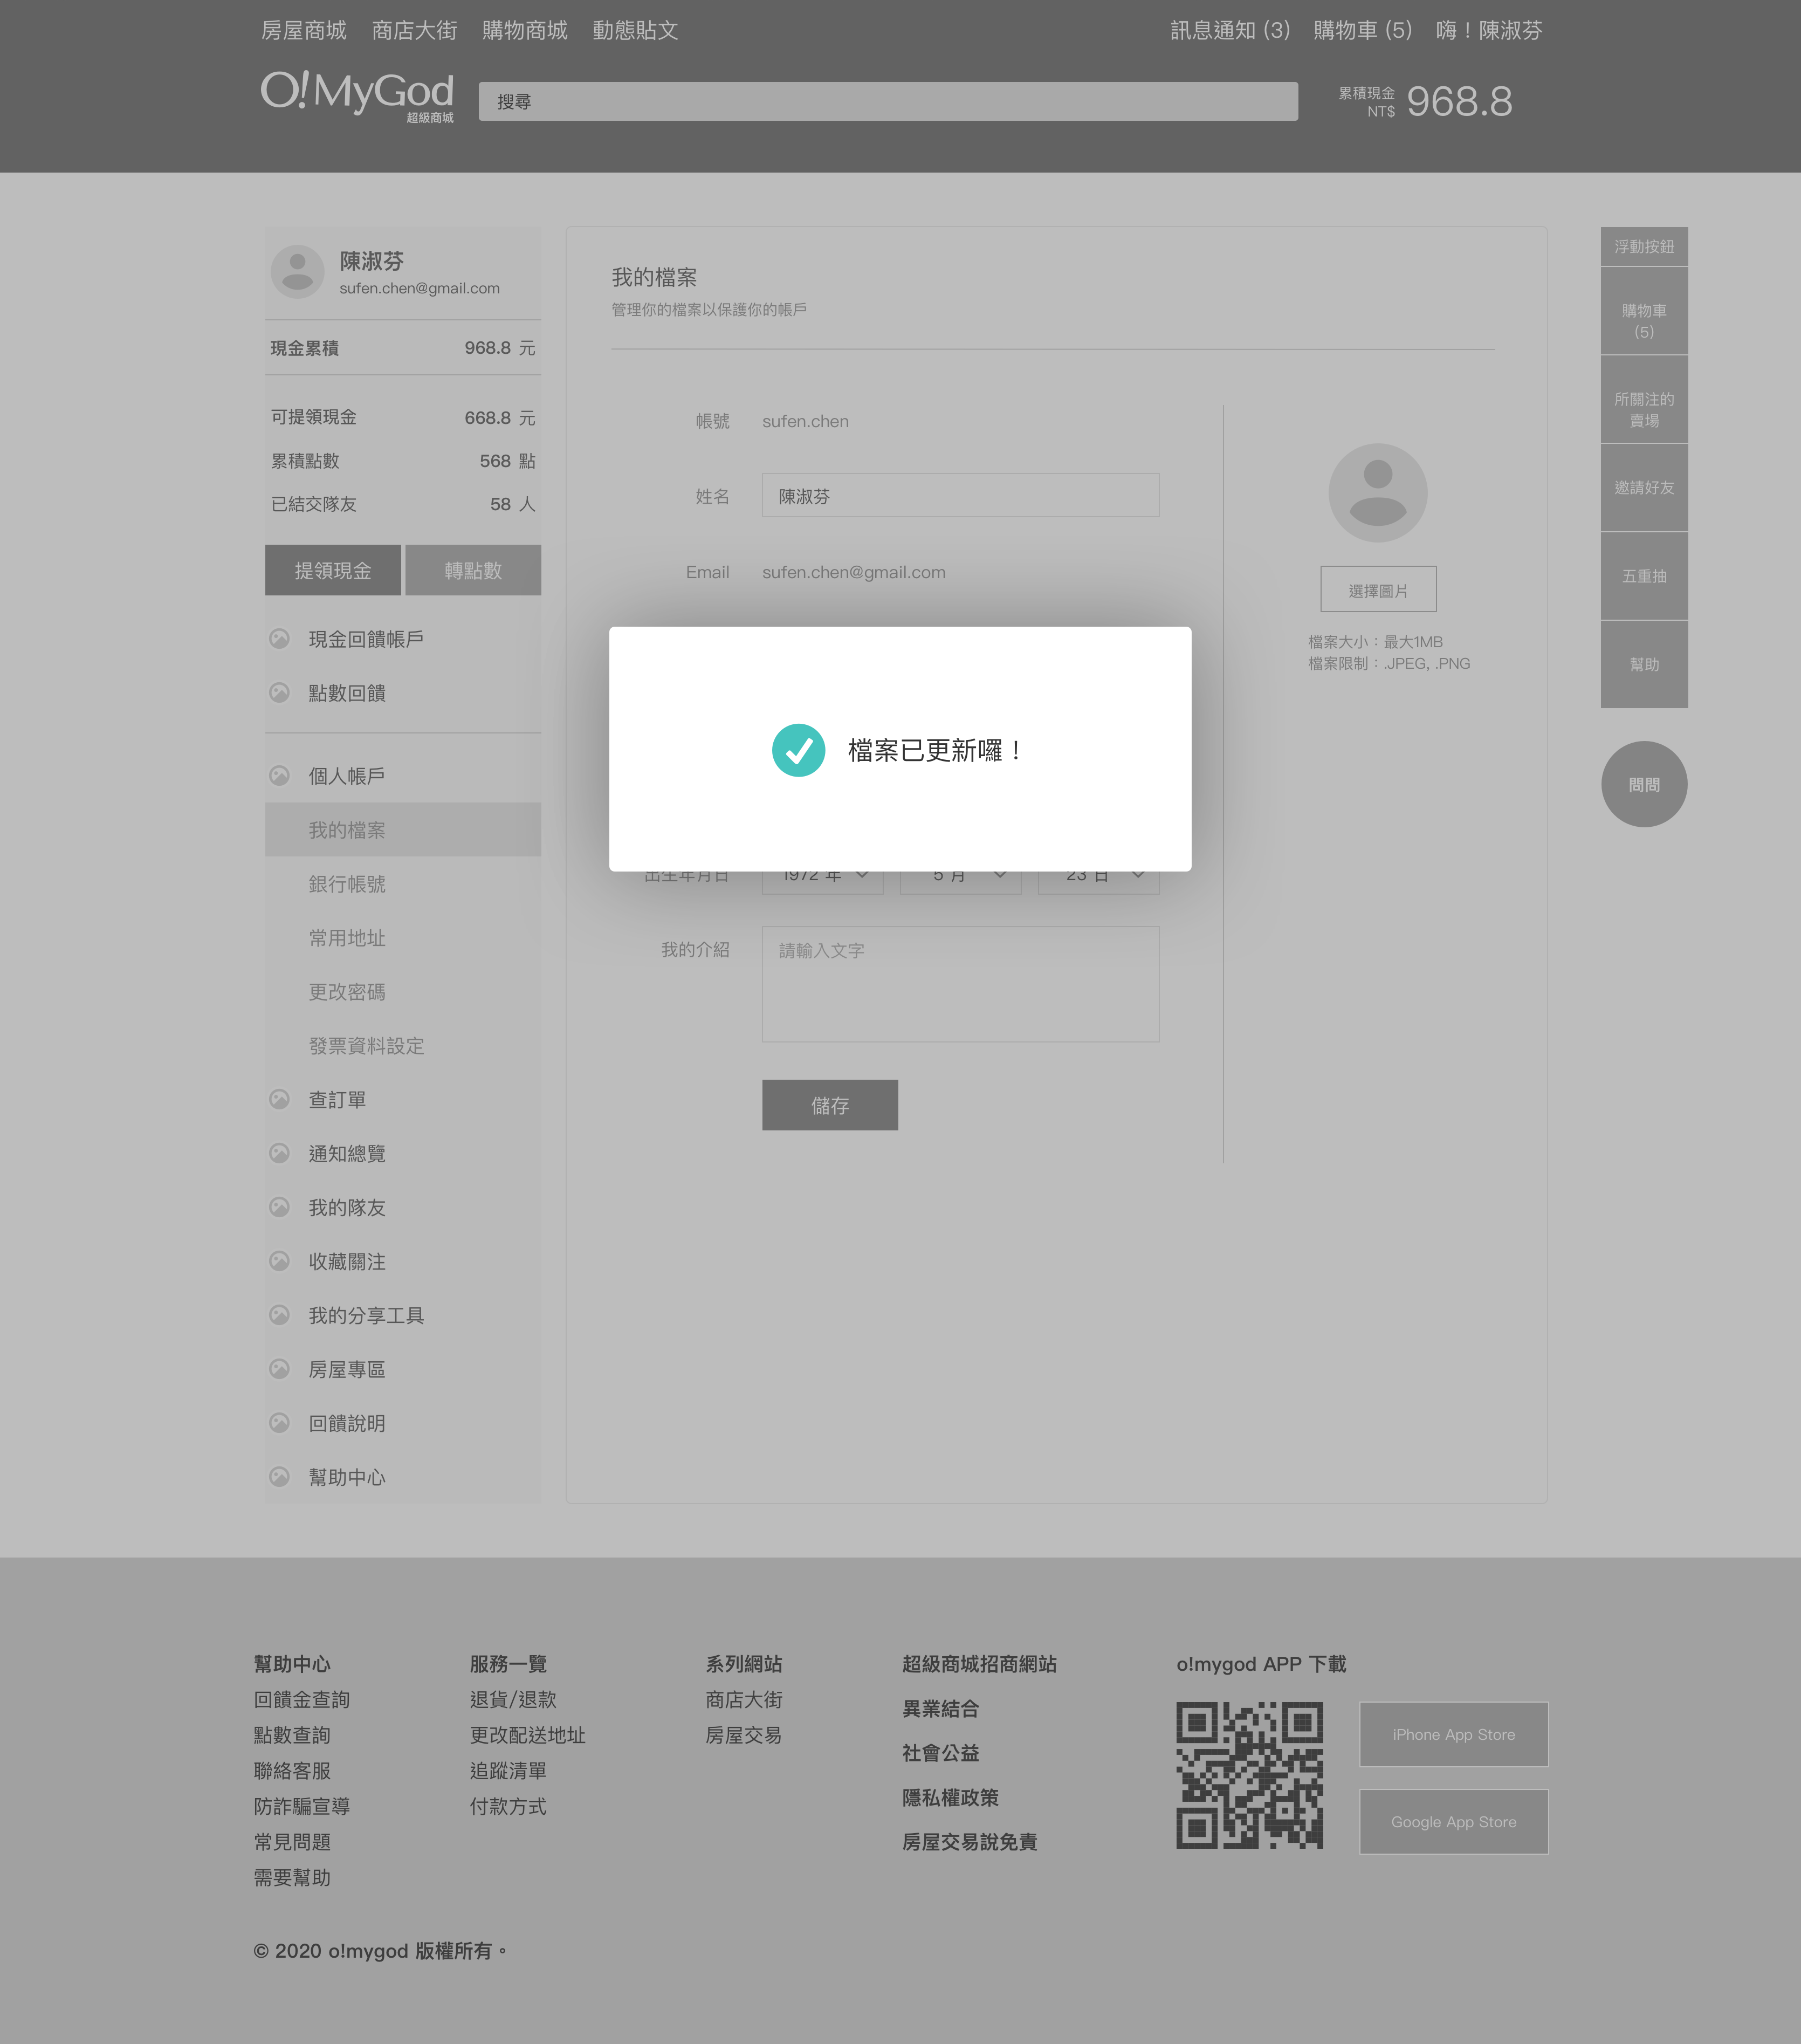 房屋商城 商店大街 購物商城 動態貼文 訊息通知 (3) 購物車 (5) 嗨！陳淑芬
O!MyGod
超級商城
搜尋
累積現金
NT$ 968.8
陳淑芬
sufen.chen@gmail.com
現金累積 968.8 元
可提領現金 668.8 元
累積點數 568 點
已結交隊友 58 人
提領現金 轉點數
現金回饋帳戶
點數回饋
個人帳戶
我的檔案
銀行帳號
常用地址
更改密碼
發票資料設定
查訂單
通知總覽
我的隊友
收藏關注
我的分享工具
房屋專區
回饋說明
幫助中心
我的檔案
管理你的檔案以保護你的帳戶
帳號 sufen.chen
姓名 陳淑芬
Email sufen.chen@gmail.com
檔案已更新囉！
出生年月日 1972 年 5 月 23 日
我的介紹 請輸入文字
儲存
選擇圖片
檔案大小：最大1MB
檔案限制：.JPEG, .PNG
浮動按鈕
購物車
(5)
所關注的
賣場
邀請好友
五重抽
幫助
問問
幫助中心
回饋金查詢
點數查詢
聯絡客服
防詐騙宣導
常見問題
需要幫助
服務一覽
退貨/退款
更改配送地址
追蹤清單
付款方式
系列網站
商店大街
房屋交易
超級商城招商網站
異業結合
社會公益
隱私權政策
房屋交易說免責
o!mygod APP 下載
iPhone App Store
Google App Store
© 2020 o!mygod 版權所有。